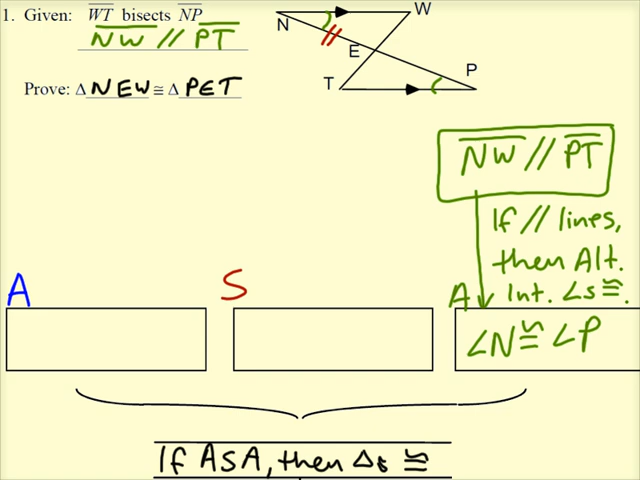 1. Given: WT bisects NP
NW // PT
Prove: Δ NEW ≅ Δ PET
N
W
E
T
P
NW // PT
If // lines,
then Alt.
Int. ∠s ≅.
A
S
A
∠N ≅ ∠P
If ASA, then Δs ≅